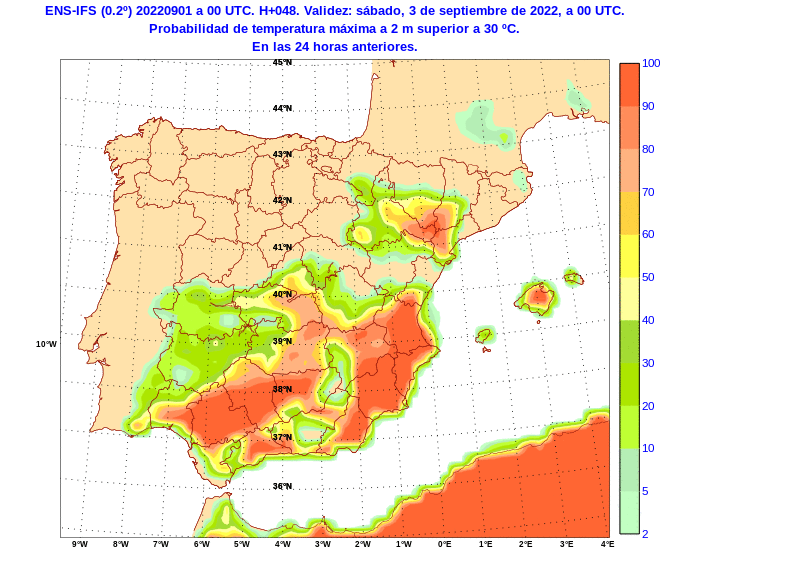 ENS-IFS (0.2º) 20220901 a 00 UTC. H+048. Validez: sábado, 3 de septiembre de 2022, a 00 UTC.
Probabilidad de temperatura máxima a 2 m superior a 30 ºC.
En las 24 horas anteriores.
45ºN
44ºN
43ºN
42ºN
41ºN
40ºN
39ºN
38ºN
37ºN
36ºN
10ºW
9ºW 8ºW 7ºW 6ºW 5ºW 4ºW 3ºW 2ºW 1ºW 0ºE 1ºE 2ºE 3ºE 4ºE
100
90
80
70
60
50
40
30
20
10
5
2